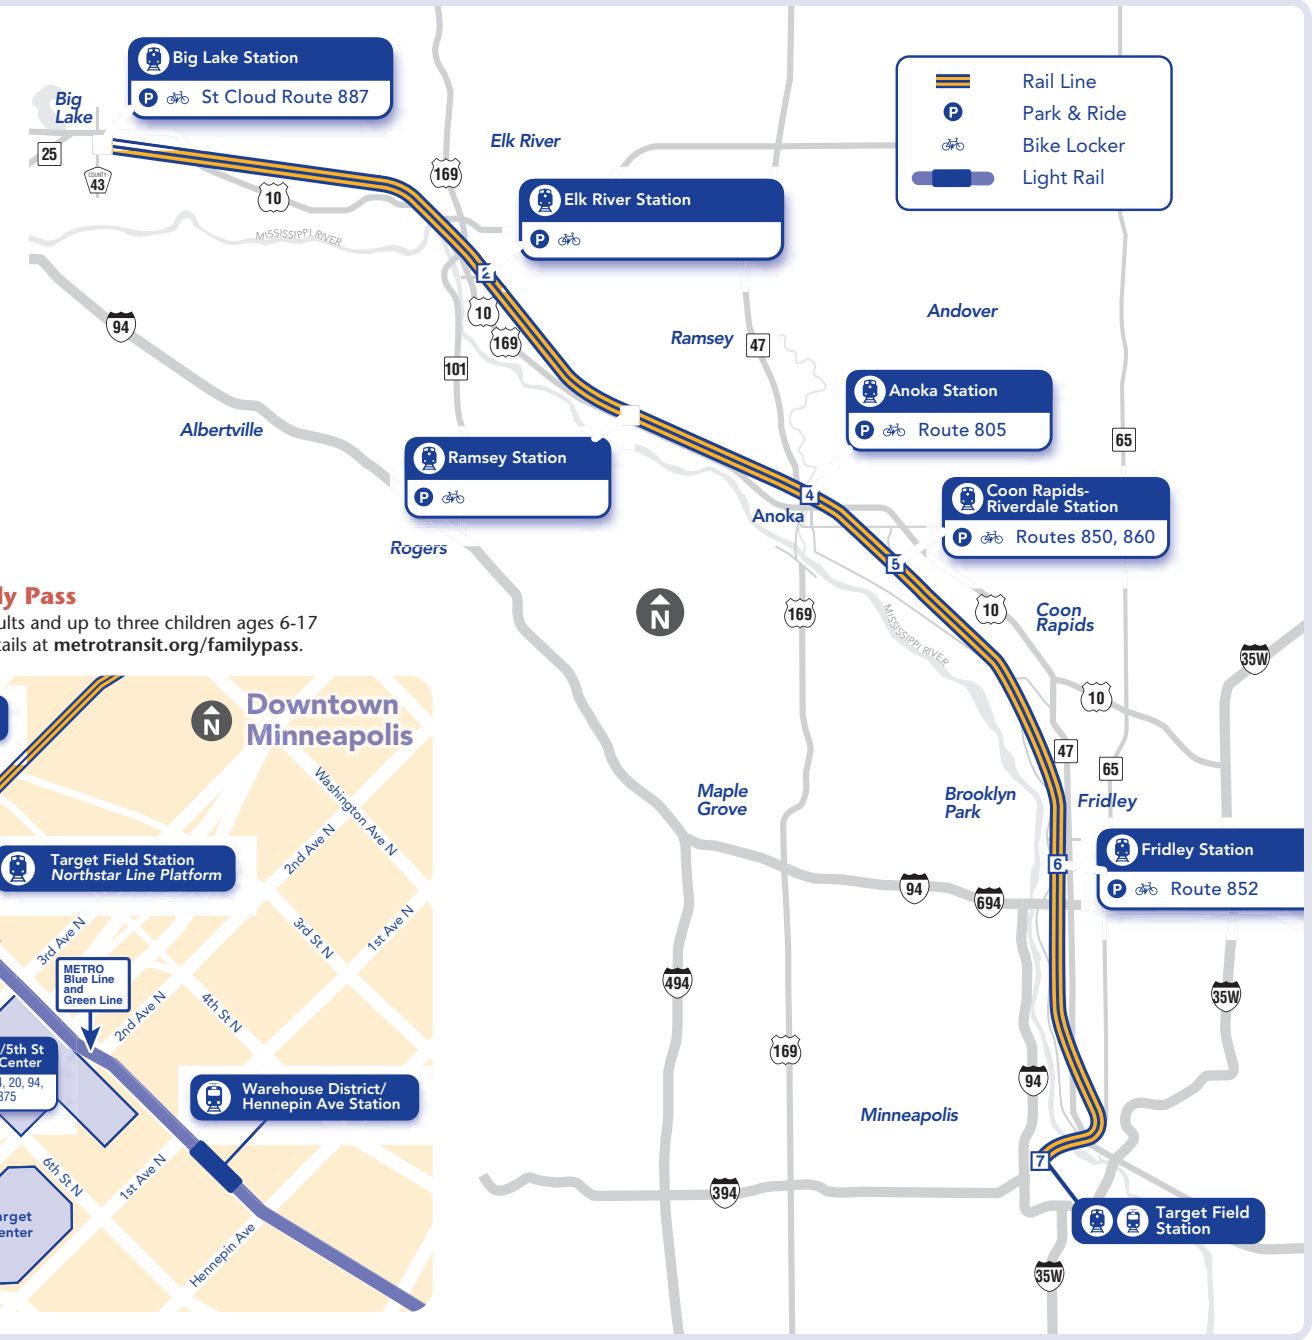 Big Lake Station
P St Cloud Route 887
Big
Lake
25
COUNTY
43
10
169
Elk River
Rail Line
P Park & Ride
Bike Locker
Light Rail
Elk River Station
P
MISSISSIPPI RIVER
2
94
10
169
101
Ramsey
47
Andover
Albertville
Anoka Station
P Route 805
65
Ramsey Station
P
4
Anoka
Coon Rapids-
Riverdale Station
P Routes 850, 860
Rogers
5
N
169
10
Coon
Rapids
MISSISSIPPI RIVER
35W
10
47
65
ly Pass
ults and up to three children ages 6-17
tails at metrotransit.org/familypass.
Maple
Grove
Brooklyn
Park
Fridley
Fridley Station
P Route 852
6
94
694
494
35W
169
94
Minneapolis
7
394
Target Field
Station
35W
N
Downtown
Minneapolis
Washington Ave N
2nd Ave N
Target Field Station
Northstar Line Platform
3rd Ave N
3rd St N
1st Ave N
METRO
Blue Line
and
Green Line
2nd Ave N
4th St N
/5th St
Center
, 20, 94,
375
Warehouse District/
Hennepin Ave Station
6th St N
1st Ave N
Hennepin Ave
arget
enter